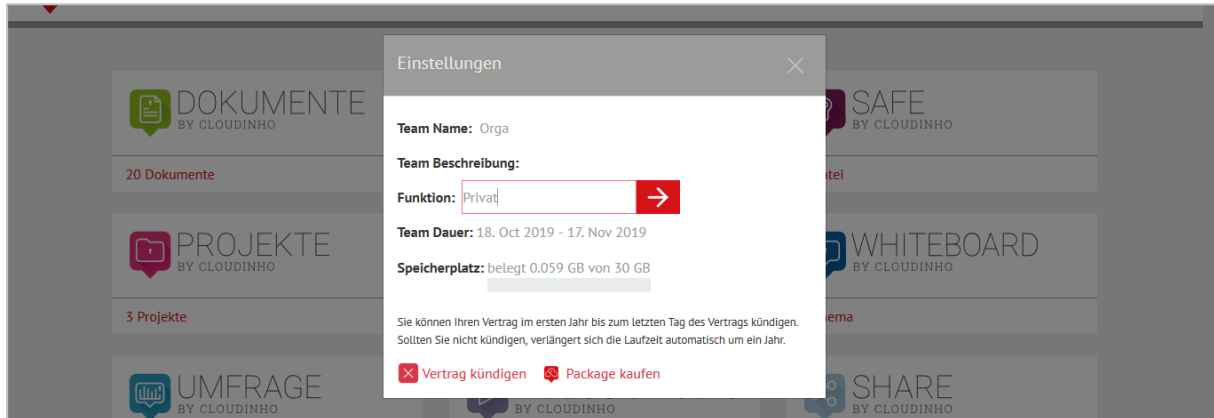 Einstellungen
DOKUMENTE
BY CLOUDINHO
20 Dokumente
SAFE
BY CLOUDINHO
Team Name: Orga
Team Beschreibung:
Funktion: Privat
Team Dauer: 18. Oct 2019 - 17. Nov 2019
Speicherplatz: belegt 0.059 GB von 30 GB
PROJEKTE
BY CLOUDINHO
3 Projekte
WHITEBOARD
BY CLOUDINHO
Sie können Ihren Vertrag im ersten Jahr bis zum letzten Tag des Vertrags kündigen.
Sollten Sie nicht kündigen, verlängert sich die Laufzeit automatisch um ein Jahr.
Vertrag kündigen
Package kaufen
UMFRAGE
BY CLOUDINHO
BY CLOUDINHO
SHARE
BY CLOUDINHO